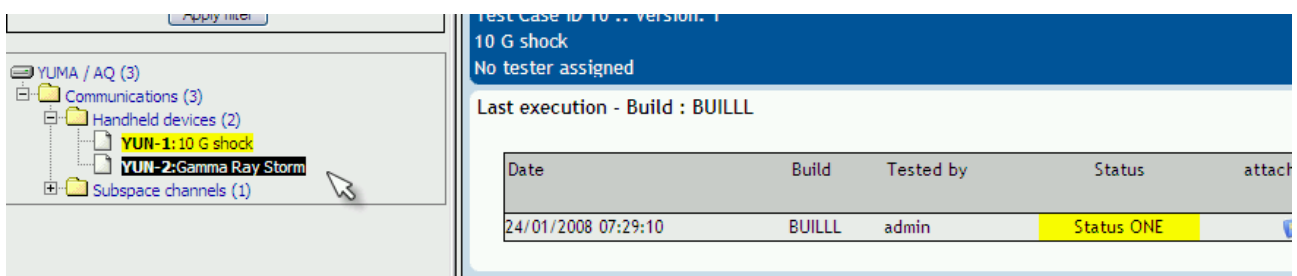 Apply filter
YUMA / AQ (3)
Communications (3)
Handheld devices (2)
YUN-1:10 G shock
YUN-2:Gamma Ray Storm
Subspace channels (1)
Test Case ID 10 :: Version: 1
10 G shock
No tester assigned
Last execution - Build : BUILLL
Date Build Tested by Status attach
24/01/2008 07:29:10 BUILLL admin Status ONE